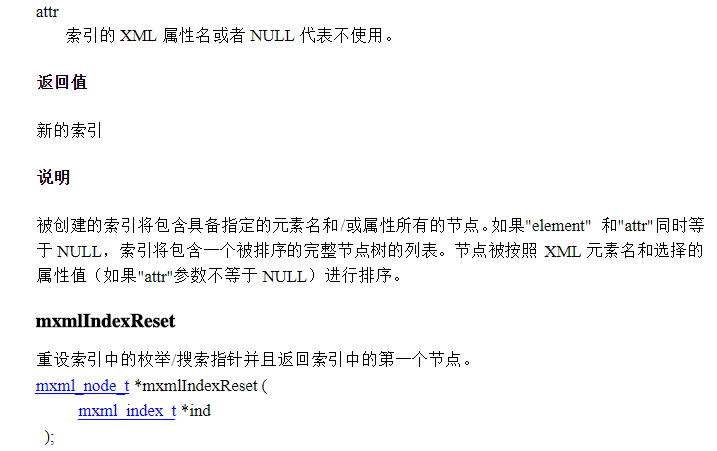 attr
索引的 XML 属性名或者 NULL 代表不使用。
返回值
新的索引
说明
被创建的索引将包含具备指定的元素名和/或属性所有的节点。如果"element" 和"attr"同时等
于 NULL，索引将包含一个被排序的完整节点树的列表。节点被按照 XML 元素名和选择的
属性值（如果"attr"参数不等于 NULL）进行排序。
mxmlIndexReset
重设索引中的枚举/搜索指针并且返回索引中的第一个节点。
mxml_node_t *mxmlIndexReset (
mxml_index_t *ind
);